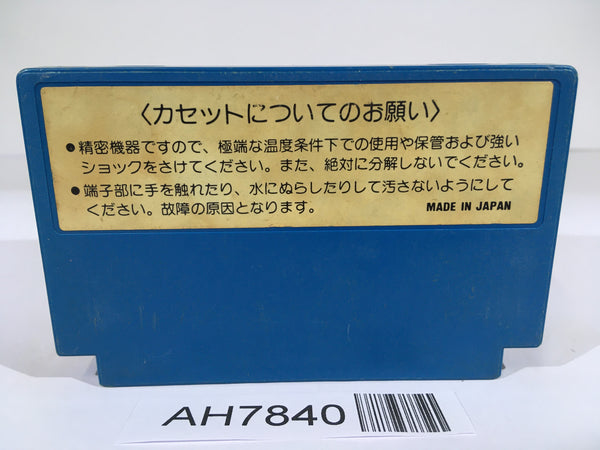 〈カセットについてのお願い〉
●精密機器ですので、極端な温度条件下での使用や保管および強い
ショックをさけてください。また、絶対に分解しないでください。
●端子部に手を触れたり、水にぬらしたりして汚さないようにして
ください。故障の原因となります。
MADE IN JAPAN
AH7840